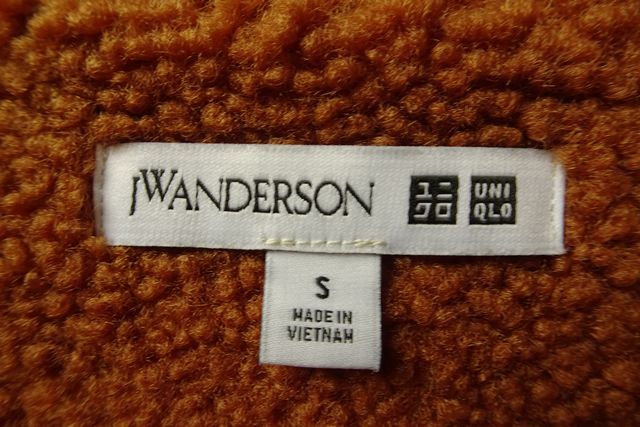 JWANDERSON
ユニ
クロ
UNI
QLO
S
MADE IN
VIETNAM